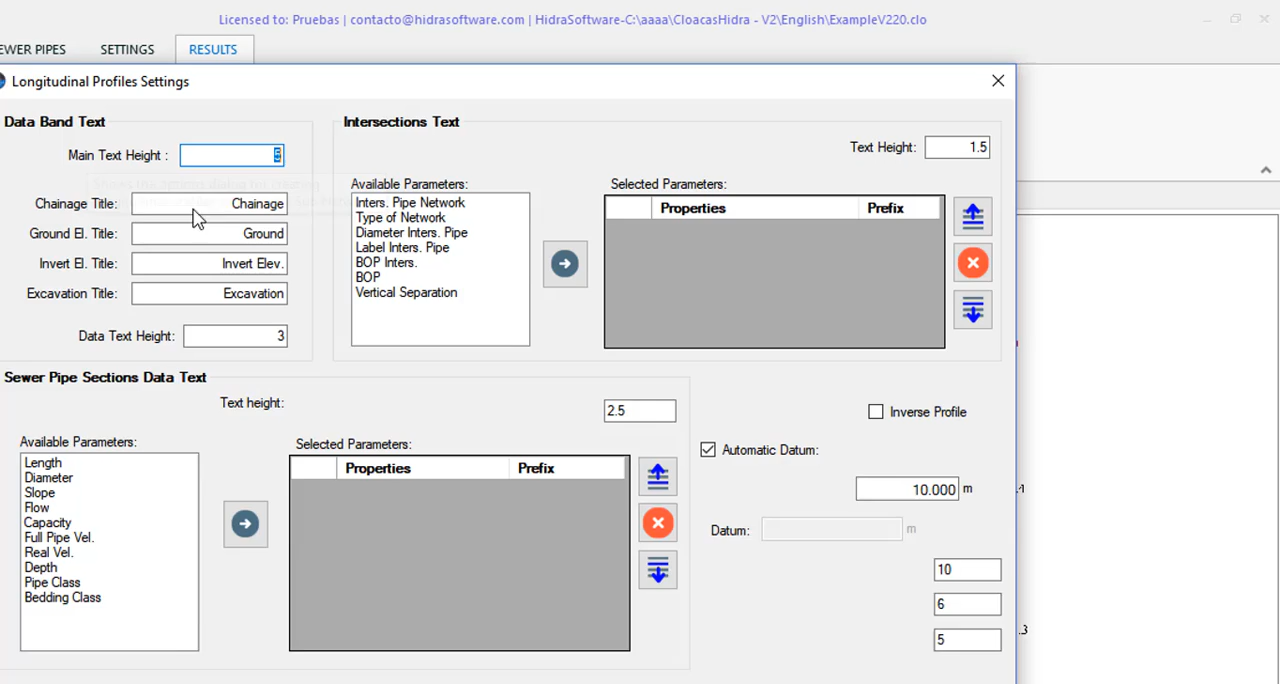 Licensed to: Pruebas | contacto@hidrasoftware.com | HidraSoftware-C:\aaaa\CloacasHidra - V2\English\ExampleV220.clo
EWER PIPES SETTINGS RESULTS
Longitudinal Profiles Settings
Data Band Text
Main Text Height : 5
Chainage Title: Chainage
Ground El. Title: Ground
Invert El. Title: Invert Elev.
Excavation Title: Excavation
Data Text Height: 3
Intersections Text
Text Height: 1.5
Available Parameters:
Inters. Pipe Network
Type of Network
Diameter Inters. Pipe
Label Inters. Pipe
BOP Inters.
BOP
Vertical Separation
Selected Parameters:
Properties Prefix
Sewer Pipe Sections Data Text
Text height: 2.5
Available Parameters:
Length
Diameter
Slope
Flow
Capacity
Full Pipe Vel.
Real Vel.
Depth
Pipe Class
Bedding Class
Selected Parameters:
Properties Prefix
Inverse Profile
Automatic Datum:
10.000 m
Datum: m
10
6
5
.3